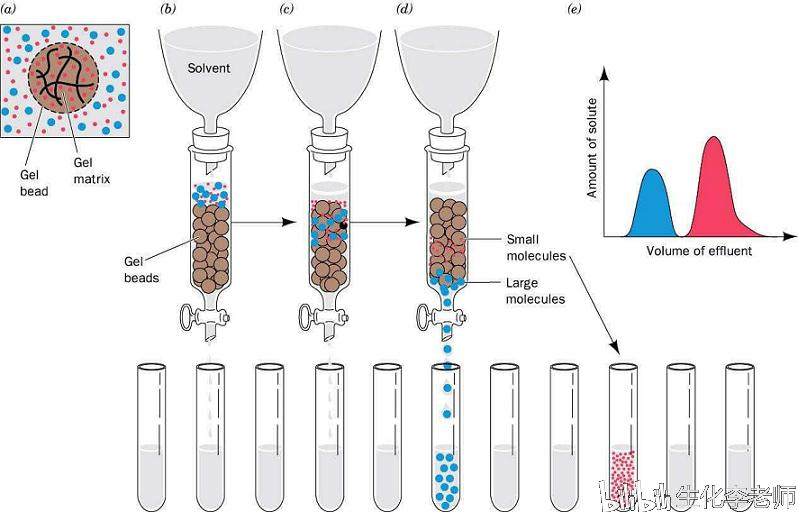 (a)
(b)
(c)
(d)
(e)
Solvent
Gel
bead
Gel
matrix
Gel
beads
Small
molecules
Large
molecules
Amount of solute
Volume of effluent
bilibili 生化李老师